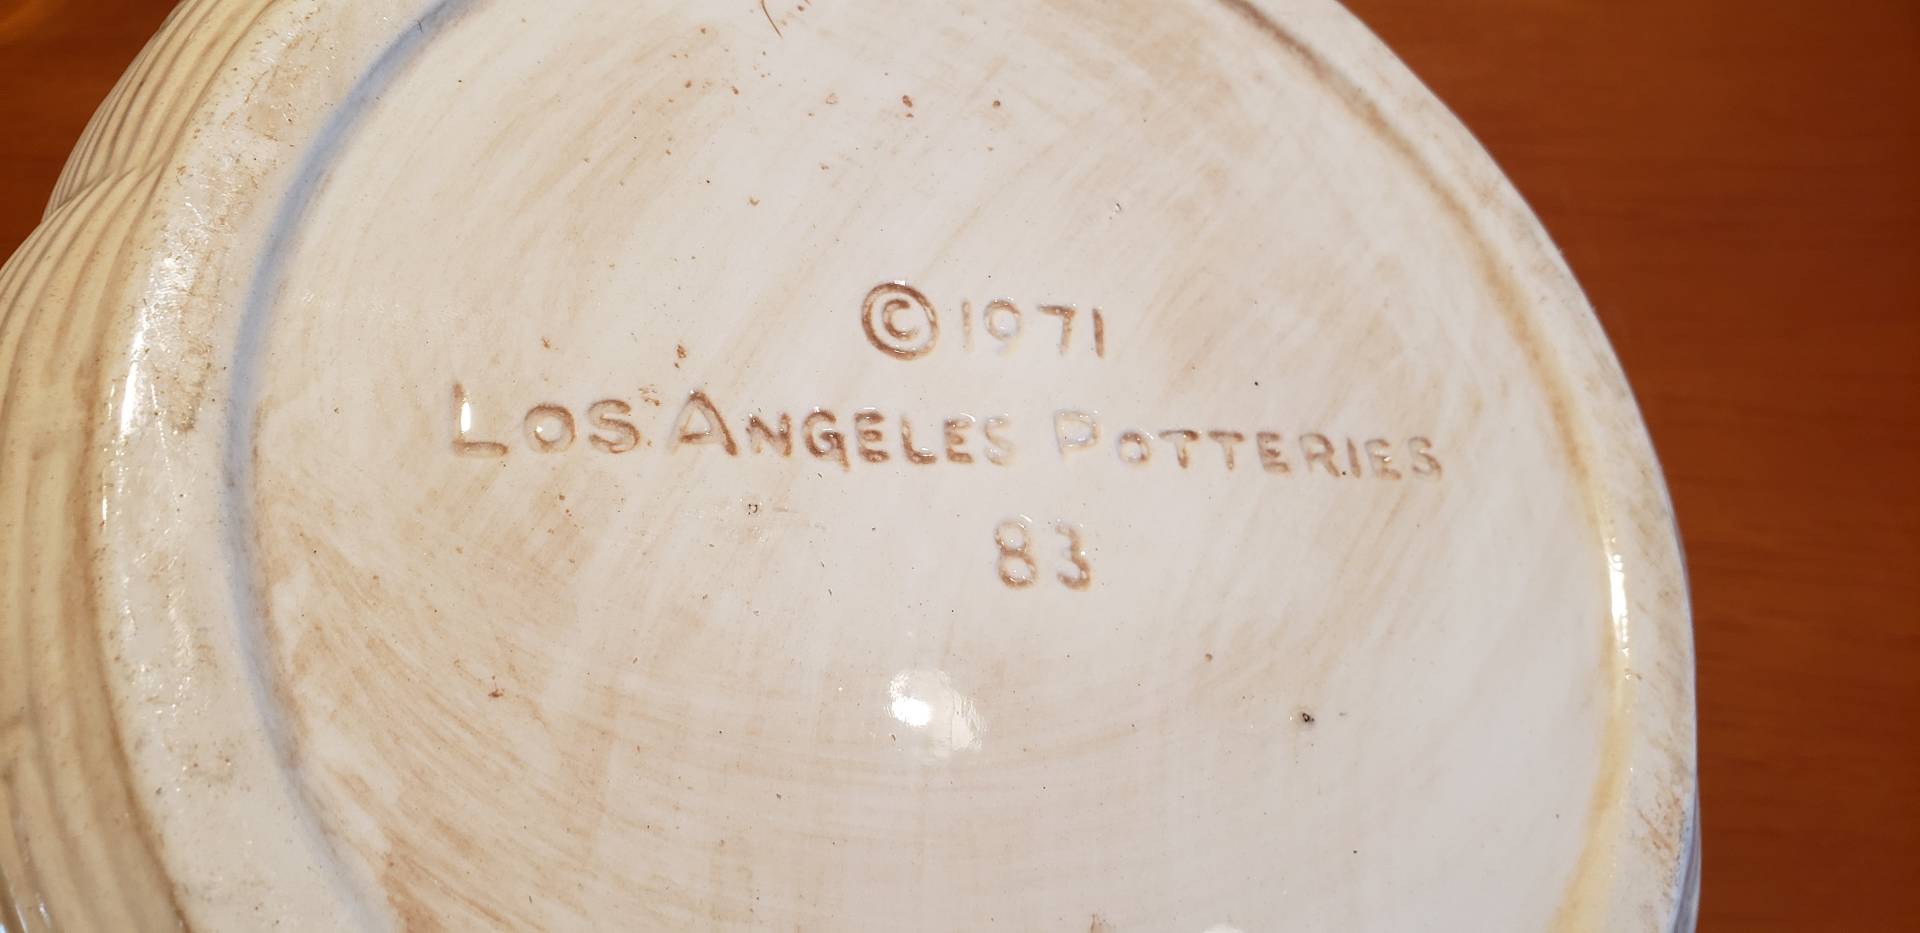 © 1971
LOS ANGELES POTTERIES
83